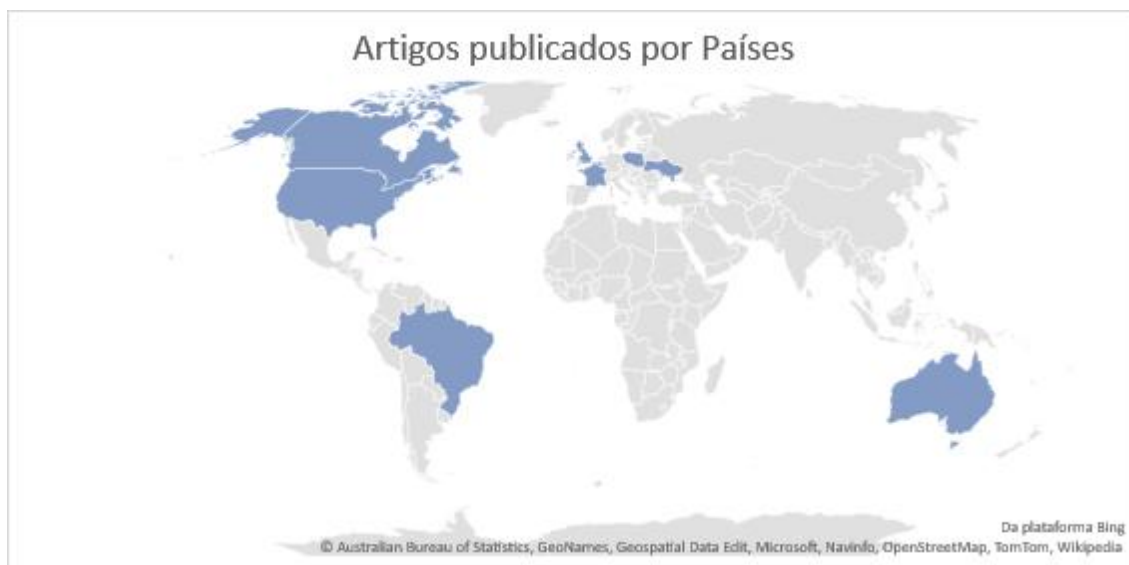 Artigos publicados por Países
Da plataforma Bing
© Australian Bureau of Statistics, GeoNames, Geospatial Data Edit, Microsoft, Navinfo, OpenStreetMap, TomTom, Wikipedia